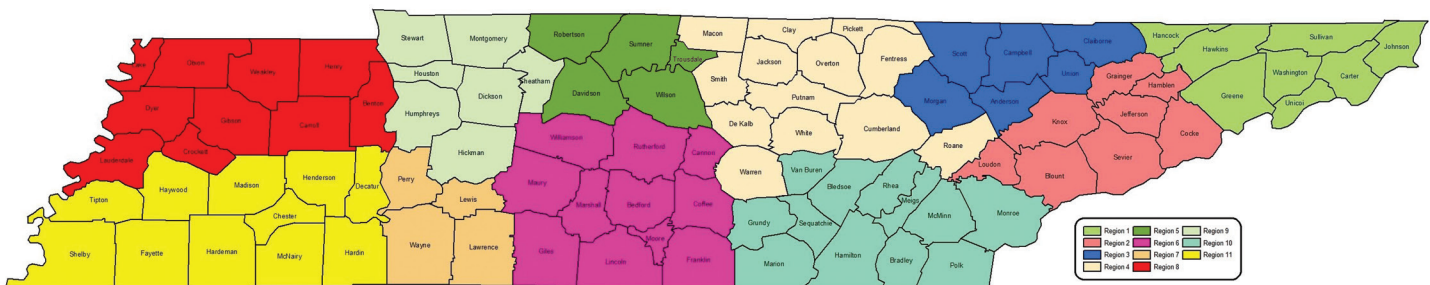 Stewart
Montgomery
Robertson
Sumner
Macon
Clay
Pickett
Scott
Campbell
Claiborne
Hancock
Hawkins
Sullivan
Johnson
Lake
Obion
Weakley
Henry
Houston
Trousdale
Jackson
Overton
Fentress
Union
Grainger
Hamblen
Washington
Carter
Greene
Unicoi
Dyer
Gibson
Carroll
Benton
Humphreys
Dickson
Cheatham
Davidson
Wilson
Smith
Putnam
Morgan
Anderson
Knox
Jefferson
Cocke
De Kalb
White
Cumberland
Roane
Loudon
Blount
Sevier
Lauderdale
Crockett
Hickman
Williamson
Rutherford
Cannon
Warren
Van Buren
Bledsoe
Rhea
Meigs
McMinn
Monroe
Tipton
Haywood
Madison
Henderson
Decatur
Perry
Lewis
Maury
Marshall
Bedford
Coffee
Grundy
Sequatchie
Chester
Shelby
Fayette
Hardeman
McNairy
Hardin
Wayne
Lawrence
Giles
Lincoln
Moore
Franklin
Marion
Hamilton
Bradley
Polk
Region 1
Region 2
Region 3
Region 4
Region 5
Region 6
Region 7
Region 8
Region 9
Region 10
Region 11